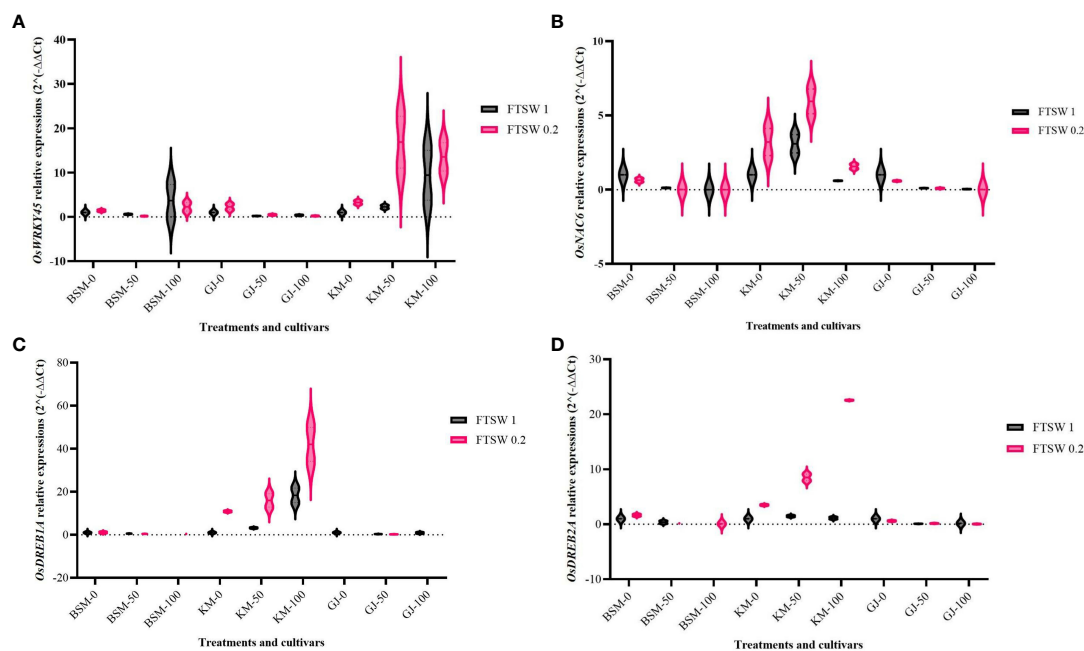 A
OsWRKY45 relative expressions (2^(-ΔΔCt)
40
30
20
10
0
-10
BSM-0
BSM-50
BSM-100
GJ-0
GJ-50
GJ-100
KM-0
KM-50
KM-100
Treatments and cultivars
FTSW 1
FTSW 0.2
B
OsNAC6 relative expressions (2^(-ΔΔCt)
10
5
0
-5
BSM-0
BSM-50
BSM-100
KM-0
KM-50
KM-100
GJ-0
GJ-50
GJ-100
Treatments and cultivars
FTSW 1
FTSW 0.2
C
OsDREB1A relative expressions (2^(-ΔΔCt)
80
60
40
20
0
-20
BSM-0
BSM-50
BSM-100
KM-0
KM-50
KM-100
GJ-0
GJ-50
GJ-100
Treatments and cultivars
FTSW 1
FTSW 0.2
D
OsDREB2A relative expressions (2^(-ΔΔCt)
30
20
10
0
-10
BSM-0
BSM-50
BSM-100
KM-0
KM-50
KM-100
GJ-0
GJ-50
GJ-100
Treatments and cultivars
FTSW 1
FTSW 0.2